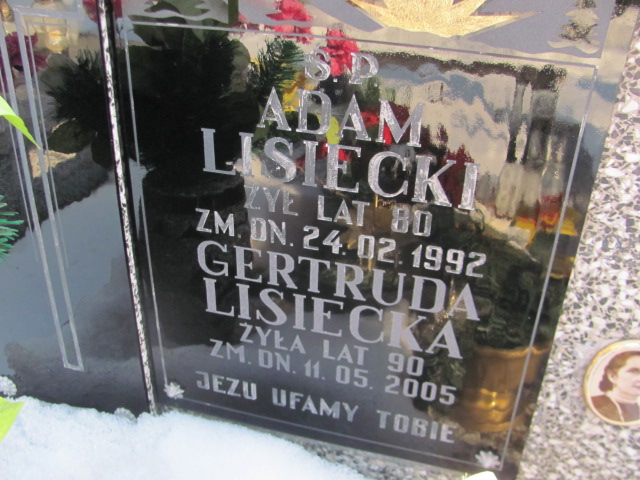 Ś.P
ADAM
LISIECKI
ŻYŁ LAT 80
ZM. DN. 24.02.1992
GERTRUDA
LISIECKA
ŻYŁA LAT 90
ZM. DN. 11.05.2005
JEZU UFAMY TOBIE